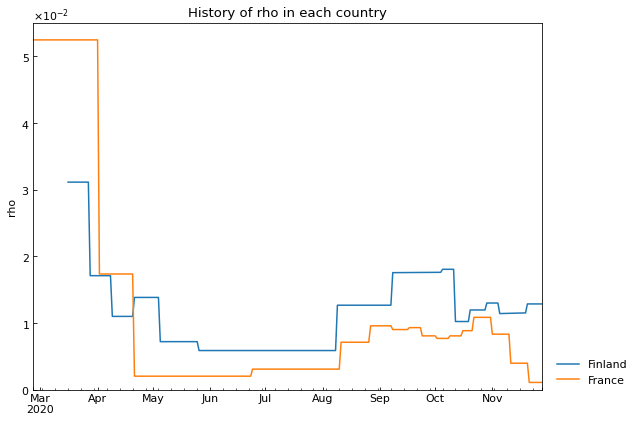 History of rho in each country
×10⁻²
5
4
3
2
1
0
rho
Mar Apr May Jun Jul Aug Sep Oct Nov
2020
Finland
France